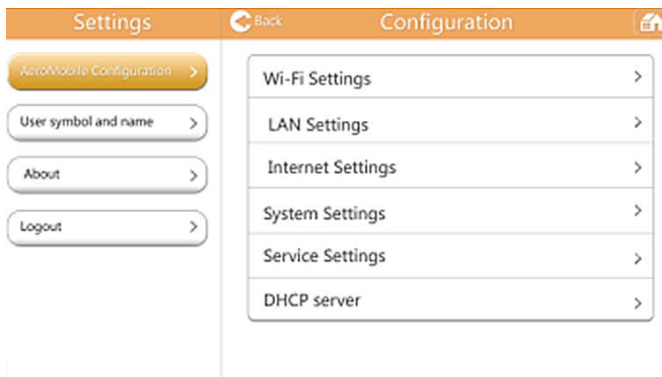 Settings
Back
Configuration
AeroMobile Configuration
User symbol and name
About
Logout
Wi-Fi Settings
LAN Settings
Internet Settings
System Settings
Service Settings
DHCP server